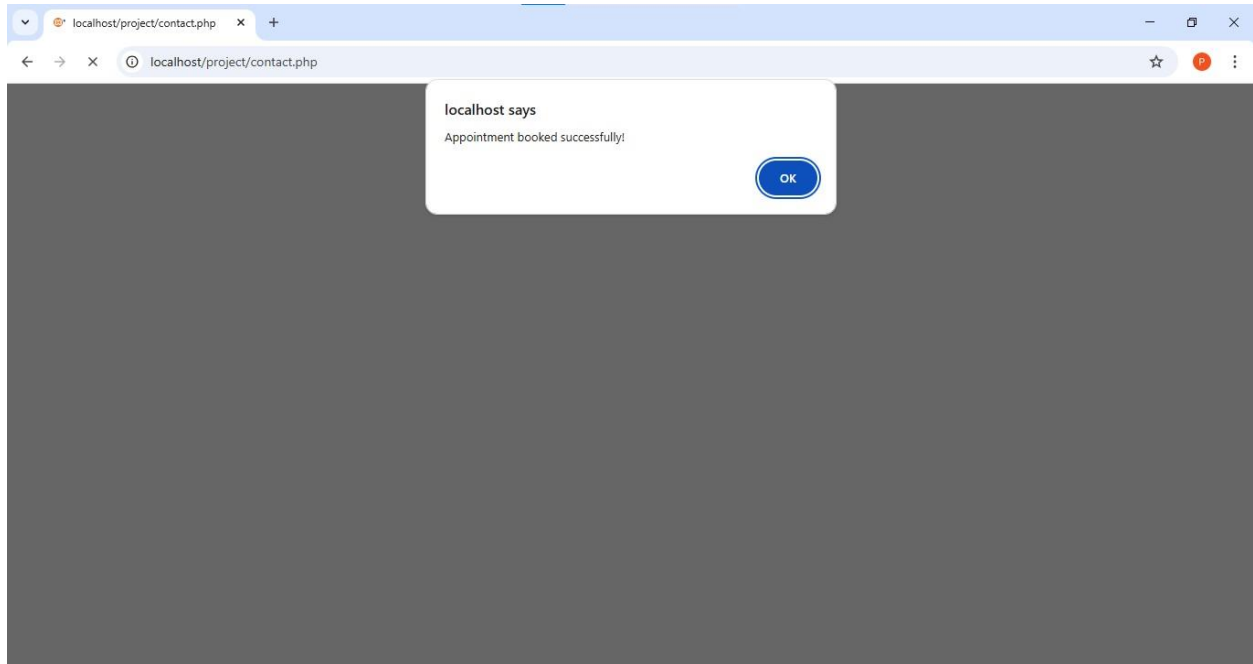 localhost/project/contact.php
localhost/project/contact.php
P
localhost says
Appointment booked successfully!
OK